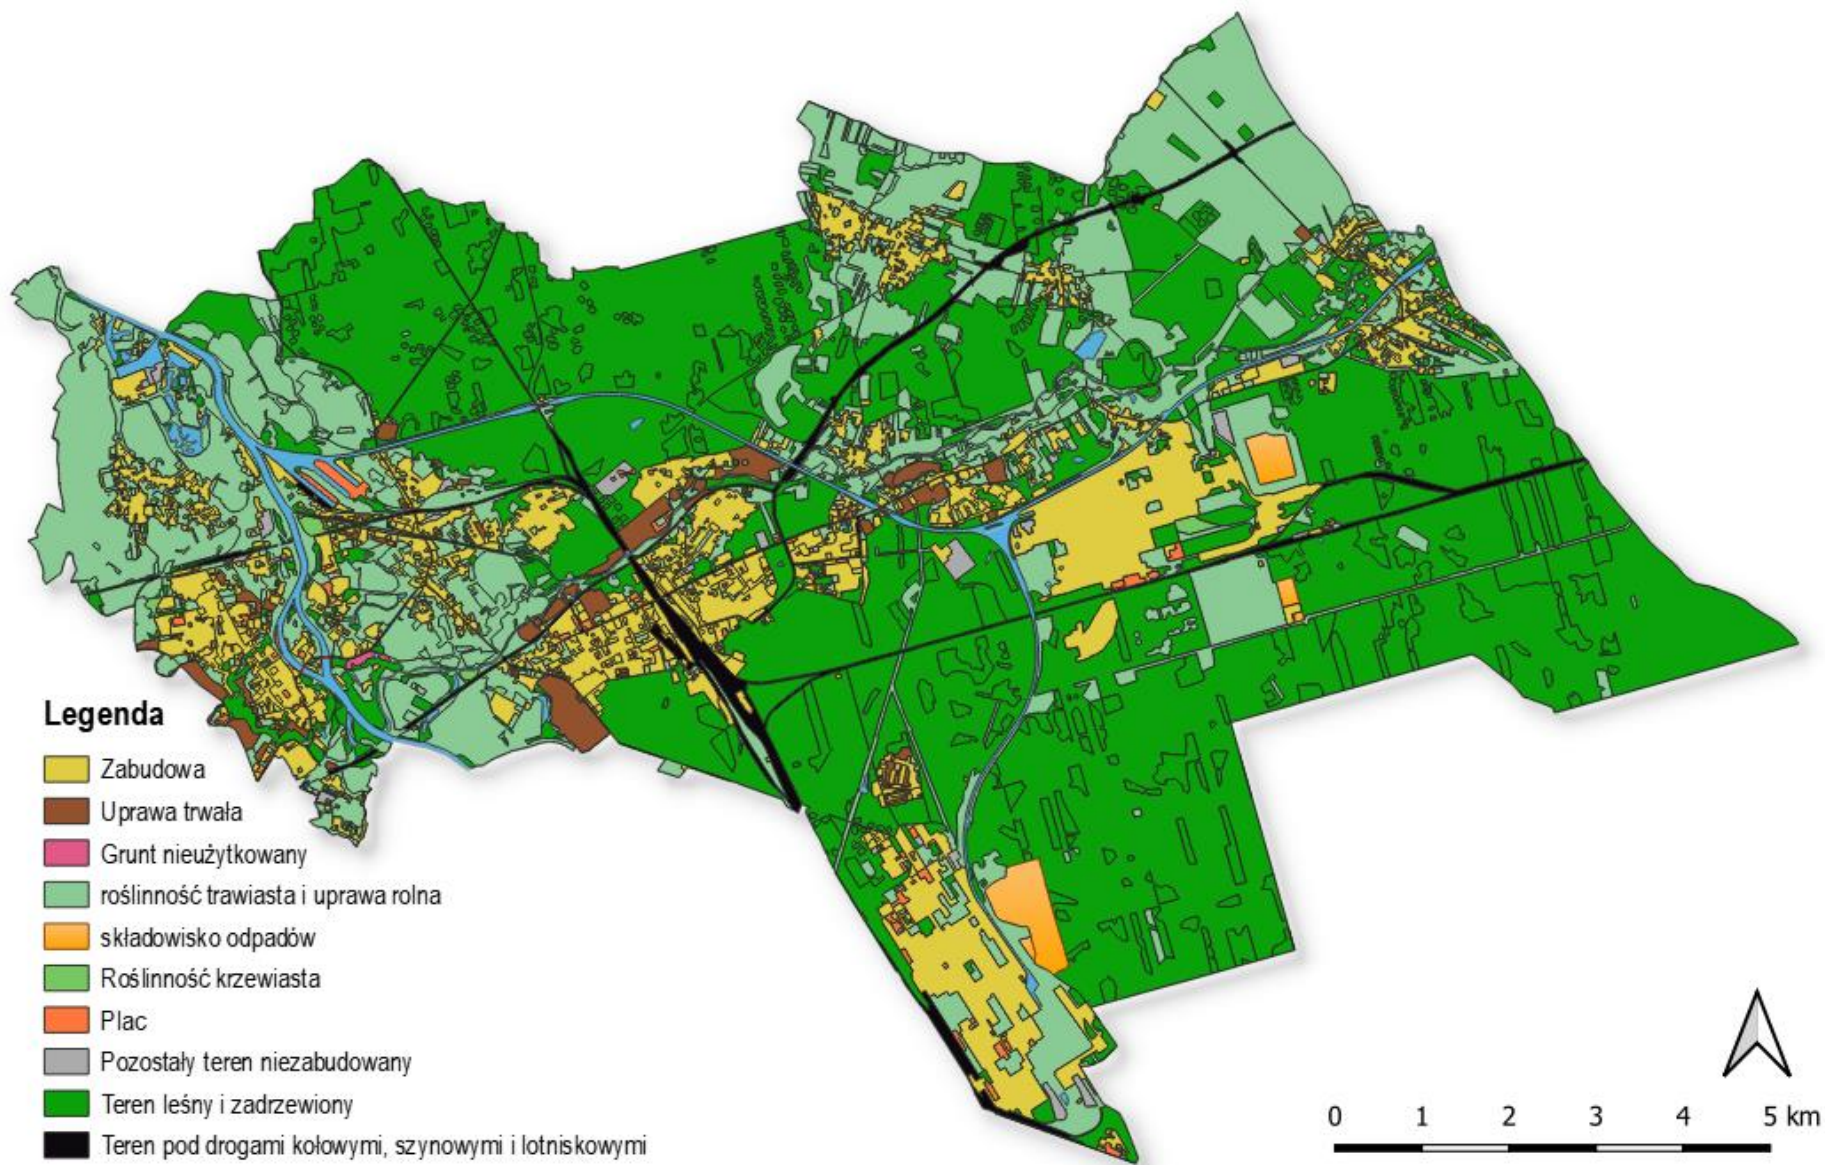 Legenda
Zabudowa
Uprawa trwała
Grunt nieużytkowany
roślinność trawiasta i uprawa rolna
składowisko odpadów
Roślinność krzewiasta
Plac
Pozostały teren niezabudowany
Teren leśny i zadrzewiony
Teren pod drogami kołowymi, szynowymi i lotniskowymi
0 1 2 3 4 5 km